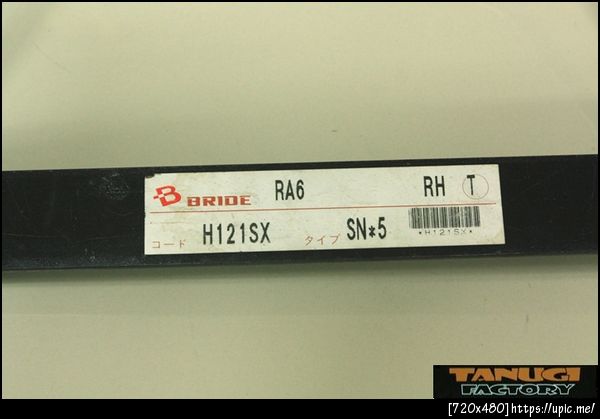 B BRIDE RA6 RH T
コード H121SX タイプ SN*5
*H121SX*
TANUGI
FACTORY
[720x480]https://upic.me/